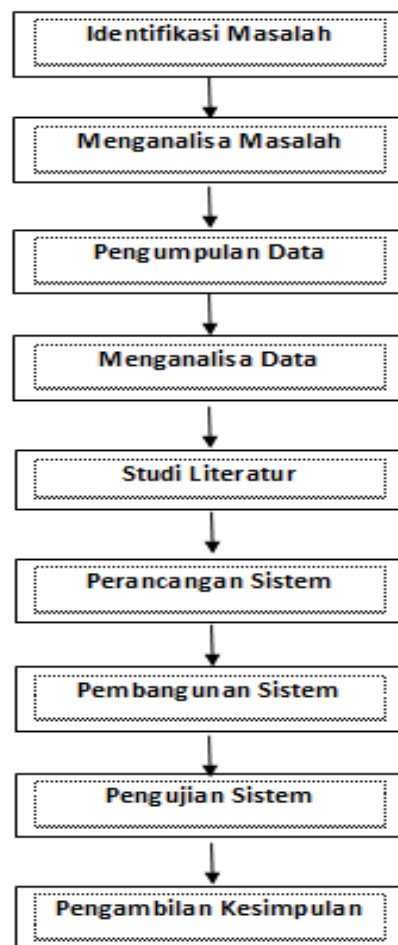 Identifikasi Masalah
Menganalisa Masalah
Pengumpulan Data
Menganalisa Data
Studi Literatur
Perancangan Sistem
Pembangunan Sistem
Pengujian Sistem
Pengambilan Kesimpulan